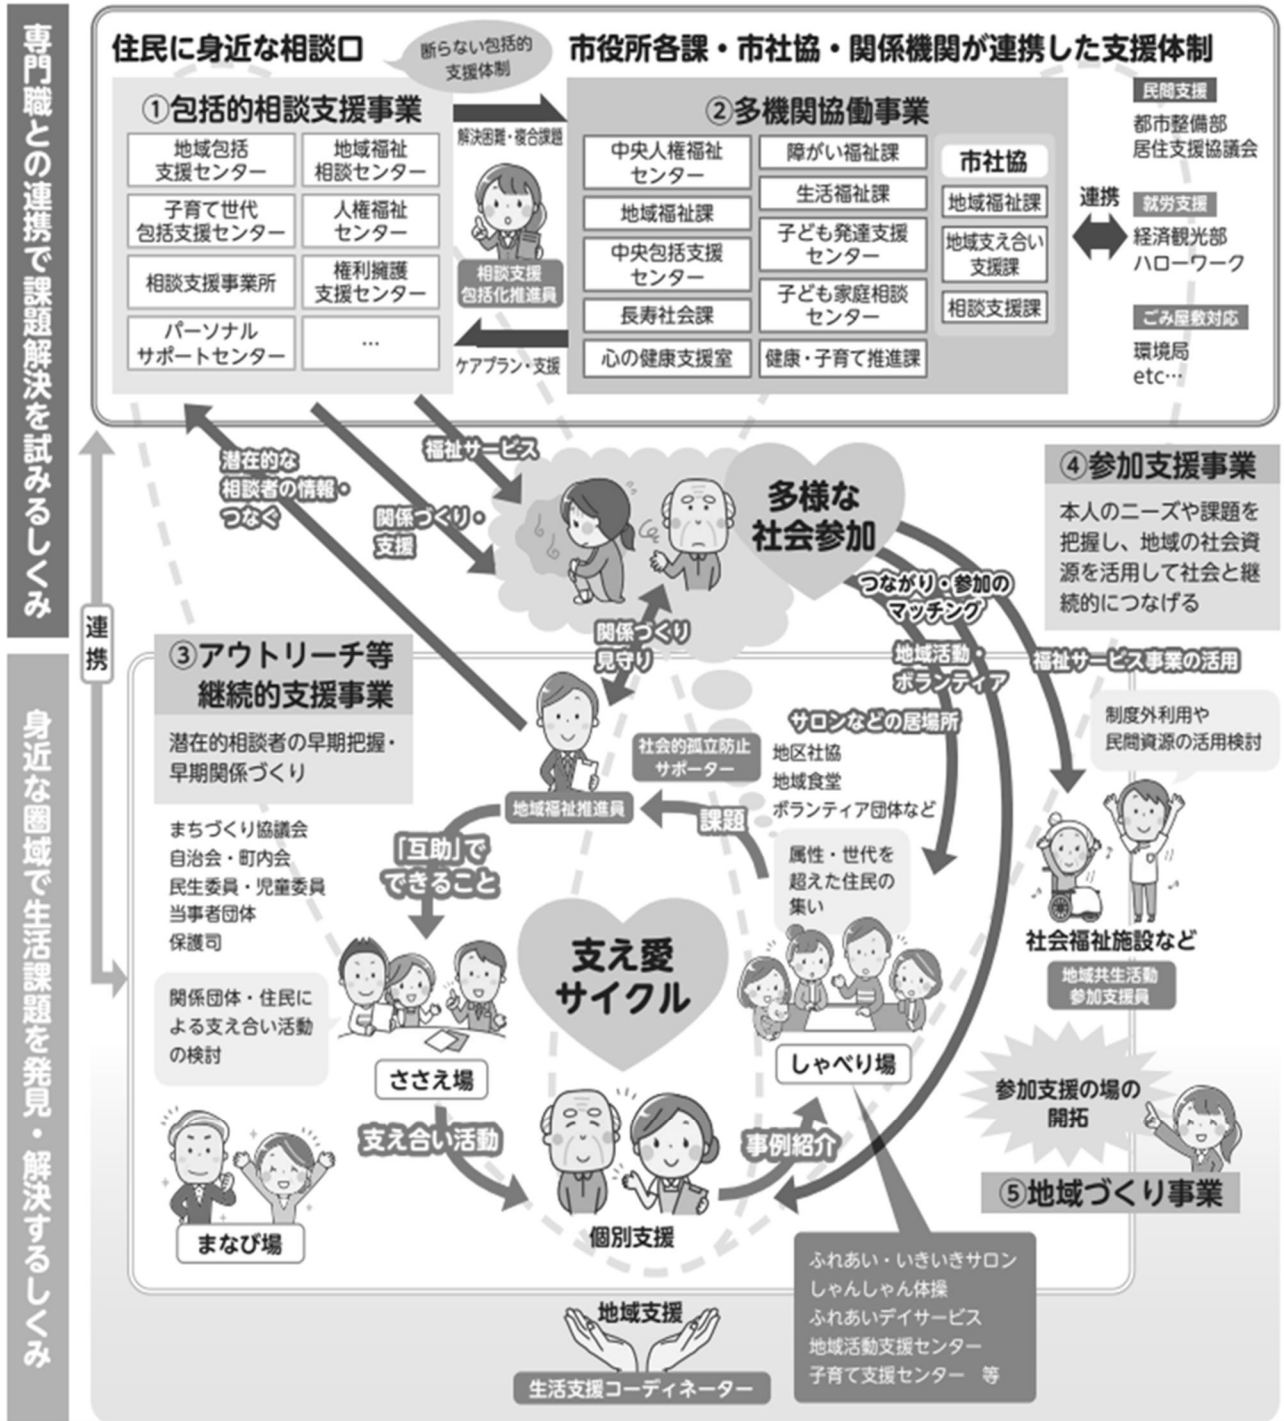 専門職との連携で課題解決を試みるしくみ
住民に身近な相談口
断らない包括的
支援体制
市役所各課・市社協・関係機関が連携した支援体制
①包括的相談支援事業
地域包括
支援センター
地域福祉
相談センター
子育て世代
包括支援センター
人権福祉
センター
相談支援事業所
権利擁護
支援センター
パーソナル
サポートセンター
…
解決困難・複合課題
相談支援
包括化推進員
ケアプラン・支援
②多機関協働事業
中央人権福祉
センター
地域福祉課
中央包括支援
センター
長寿社会課
心の健康支援室
障がい福祉課
生活福祉課
子ども発達支援
センター
子ども家庭相談
センター
健康・子育て推進課
市社協
地域福祉課
地域支え合い
支援課
相談支援課
連携
民間支援
都市整備部
居住支援協議会
就労支援
経済観光部
ハローワーク
ごみ屋敷対応
環境局
etc…
連携
潜在的な
相談者の情報・
つなぐ
関係づくり・
支援
福祉サービス
多様な
社会参加
④参加支援事業
本人のニーズや課題を
把握し、地域の社会資
源を活用して社会と継
続的につなげる
つながり・参加の
マッチング
地域活動・
ボランティア
福祉サービス事業の活用
関係づくり
見守り
身近な圏域で生活課題を発見・解決するしくみ
③アウトリーチ等
継続的支援事業
潜在的相談者の早期把握・
早期関係づくり
まちづくり協議会
自治会・町内会
民生委員・児童委員
当事者団体
保護司
関係団体・住民に
よる支え合い活動
の検討
地域福祉推進員
社会的孤立防止
サポーター
サロンなどの居場所
地区社協
地域食堂
ボランティア団体など
課題
属性・世代を
超えた住民の
集い
制度外利用や
民間資源の活用検討
社会福祉施設など
地域共生活動
参加支援員
「互助」で
できること
支え愛
サイクル
ささえ場
しゃべり場
支え合い活動
事例紹介
個別支援
まなび場
参加支援の場の
開拓
⑤地域づくり事業
ふれあい・いきいきサロン
しゃんしゃん体操
ふれあいデイサービス
地域活動支援センター
子育て支援センター　等
地域支援
生活支援コーディネーター